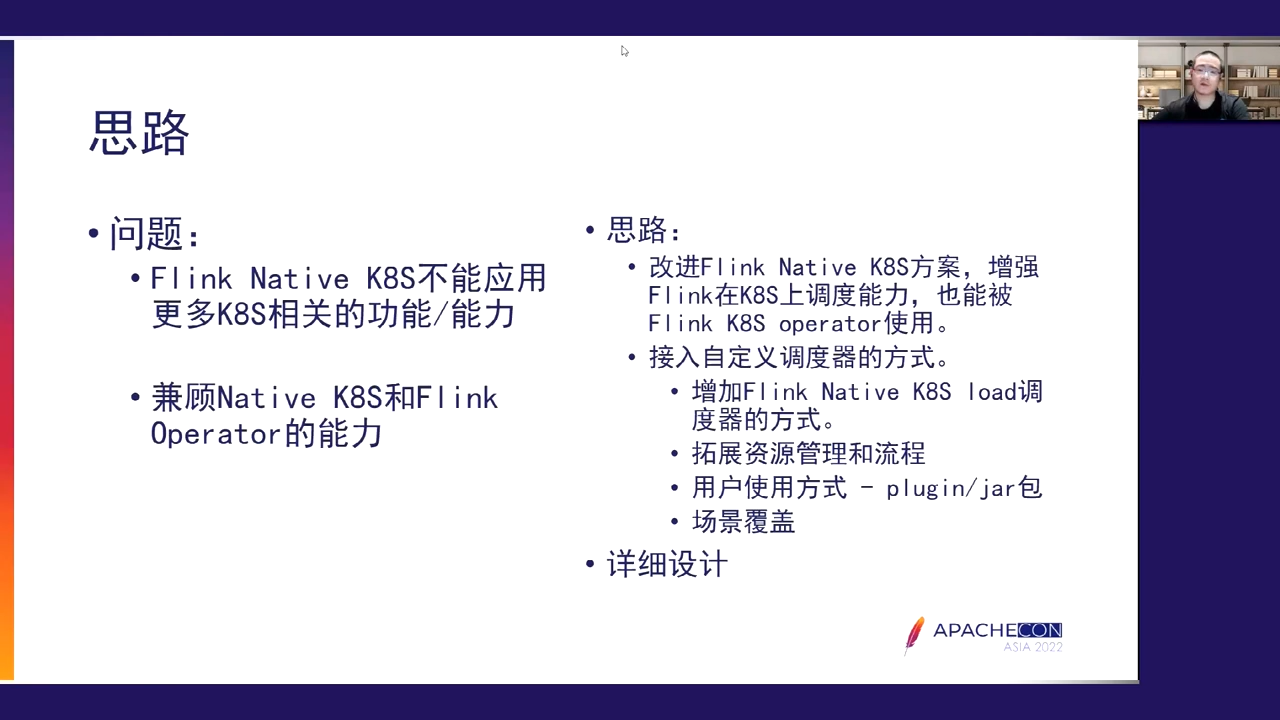 思路
• 问题：
• Flink Native K8S不能应用
更多K8S相关的功能/能力
• 兼顾Native K8S和Flink
Operator的能力
• 思路：
• 改进Flink Native K8S方案，增强
Flink在K8S上调度能力，也能被
Flink K8S operator使用。
• 接入自定义调度器的方式。
• 增加Flink Native K8S load调
度器的方式。
• 拓展资源管理和流程
• 用户使用方式 - plugin/jar包
• 场景覆盖
• 详细设计
APACHECON
ASIA 2022